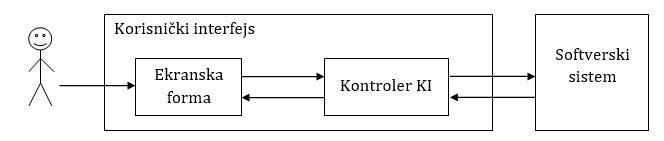 Korisnički interfejs
Ekranska
forma
Kontroler KI
Softverski
sistem